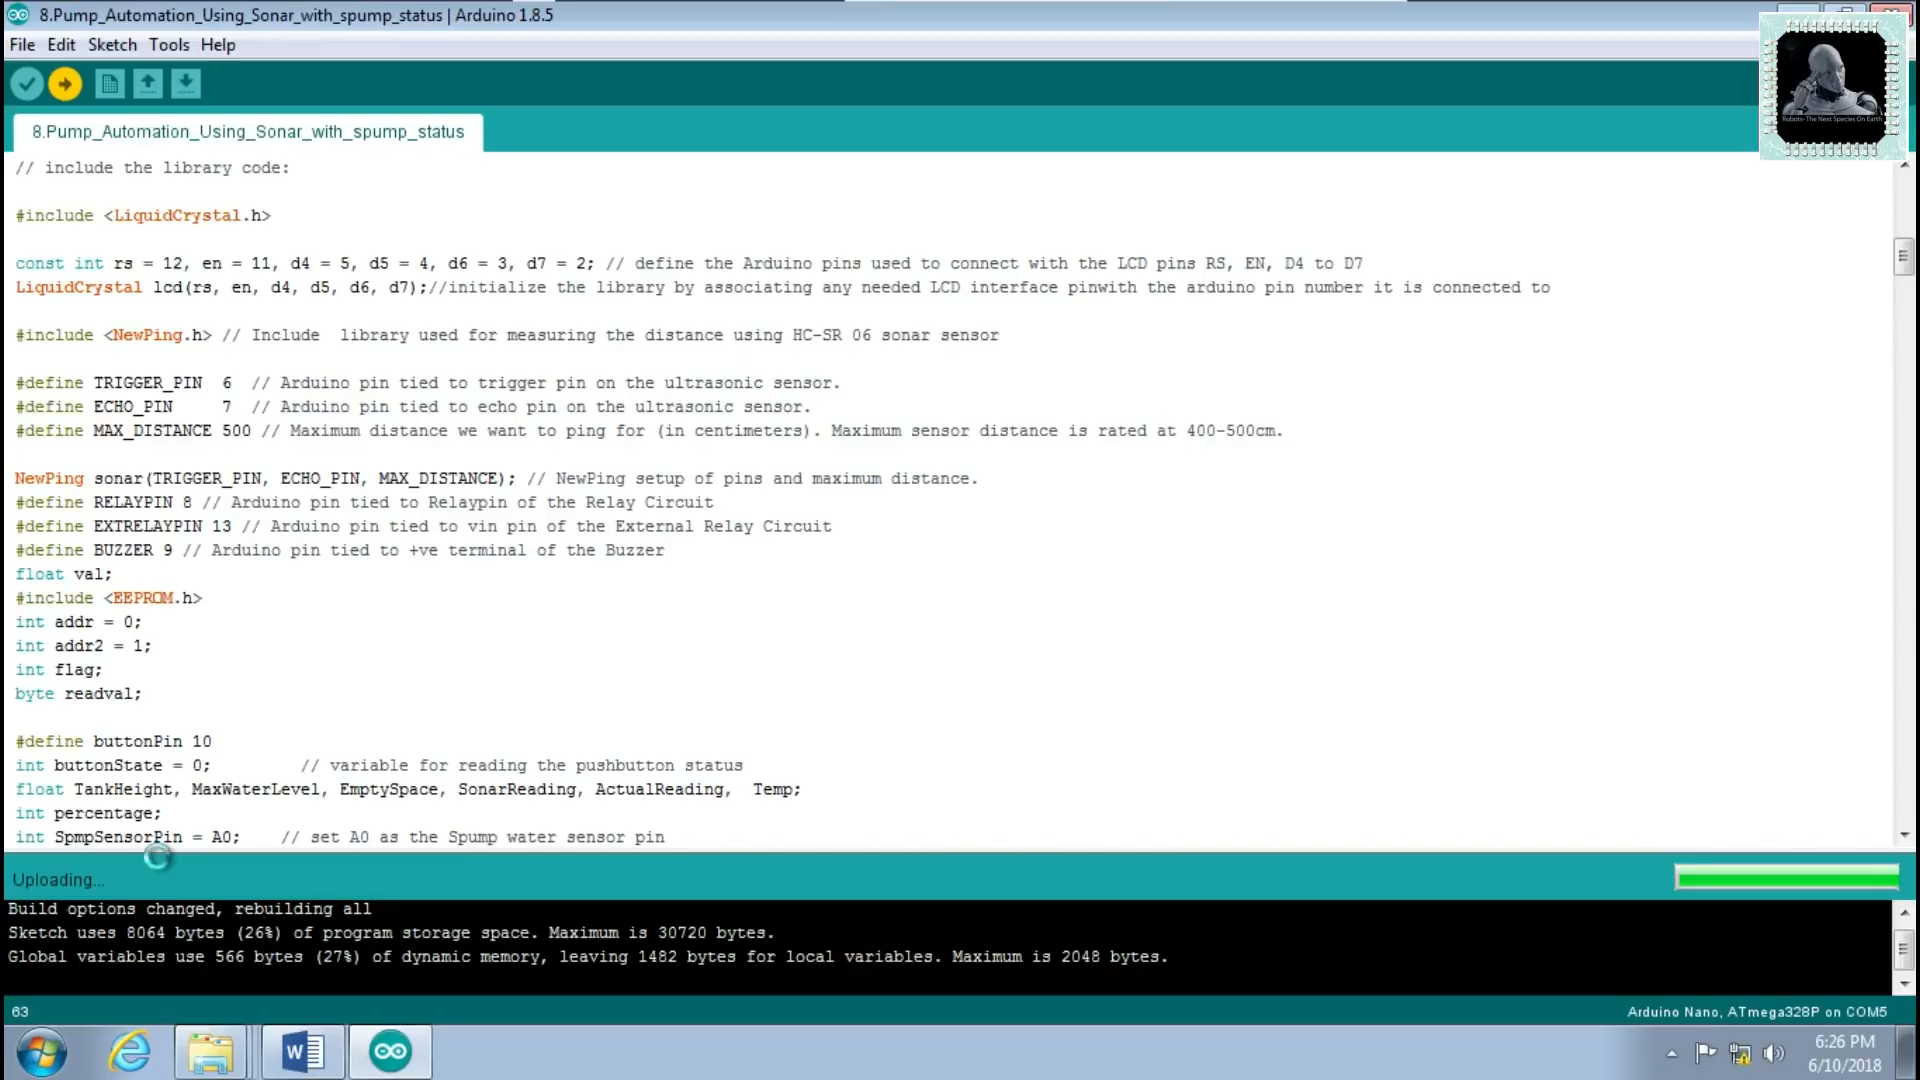 8.Pump_Automation_Using_Sonar_with_spump_status | Arduino 1.8.5
File Edit Sketch Tools Help
Robots-The Next Species On Earth
8.Pump_Automation_Using_Sonar_with_spump_status
// include the library code:
#include <LiquidCrystal.h>
const int rs = 12, en = 11, d4 = 5, d5 = 4, d6 = 3, d7 = 2; // define the Arduino pins used to connect with the LCD pins RS, EN, D4 to D7
LiquidCrystal lcd(rs, en, d4, d5, d6, d7);//initialize the library by associating any needed LCD interface pinwith the arduino pin number it is connected to
#include <NewPing.h> // Include  library used for measuring the distance using HC-SR 06 sonar sensor
#define TRIGGER_PIN  6  // Arduino pin tied to trigger pin on the ultrasonic sensor.
#define ECHO_PIN     7  // Arduino pin tied to echo pin on the ultrasonic sensor.
#define MAX_DISTANCE 500 // Maximum distance we want to ping for (in centimeters). Maximum sensor distance is rated at 400-500cm.
NewPing sonar(TRIGGER_PIN, ECHO_PIN, MAX_DISTANCE); // NewPing setup of pins and maximum distance.
#define RELAYPIN 8 // Arduino pin tied to Relaypin of the Relay Circuit
#define EXTRELAYPIN 13 // Arduino pin tied to vin pin of the External Relay Circuit
#define BUZZER 9 // Arduino pin tied to +ve terminal of the Buzzer
float val;
#include <EEPROM.h>
int addr = 0;
int addr2 = 1;
int flag;
byte readval;
#define buttonPin 10
int buttonState = 0;         // variable for reading the pushbutton status
float TankHeight, MaxWaterLevel, EmptySpace, SonarReading, ActualReading,  Temp;
int percentage;
int SpmpSensorPin = A0;    // set A0 as the Spump water sensor pin
Uploading...
Build options changed, rebuilding all
Sketch uses 8064 bytes (26%) of program storage space. Maximum is 30720 bytes.
Global variables use 566 bytes (27%) of dynamic memory, leaving 1482 bytes for local variables. Maximum is 2048 bytes.
63
Arduino Nano, ATmega328P on COM5
6:26 PM
6/10/2018